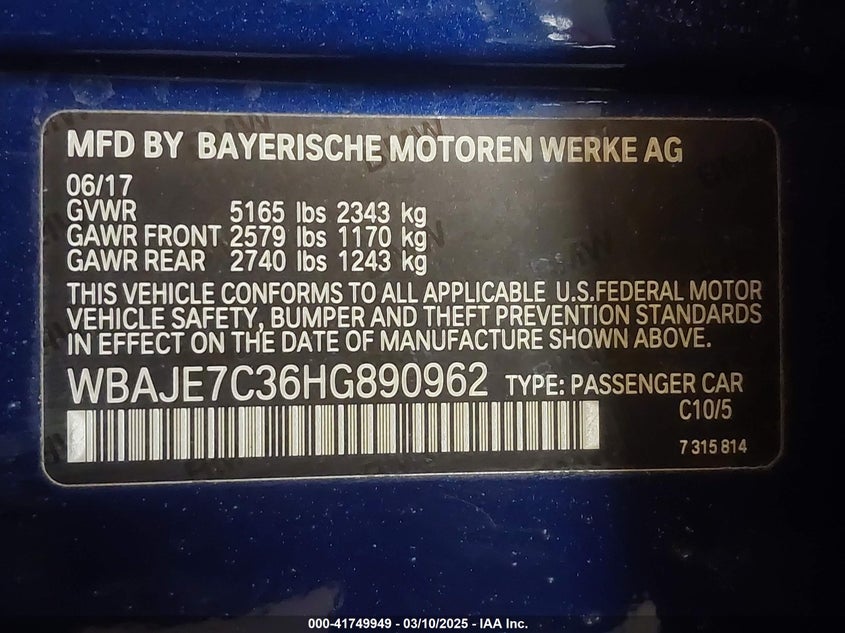 MFD BY BAYERISCHE MOTOREN WERKE AG
06/17
GVWR 5165 lbs 2343 kg
GAWR FRONT 2579 lbs 1170 kg
GAWR REAR 2740 lbs 1243 kg
THIS VEHICLE CONFORMS TO ALL APPLICABLE U.S.FEDERAL MOTOR
VEHICLE SAFETY, BUMPER AND THEFT PREVENTION STANDARDS
IN EFFECT ON THE DATE OF MANUFACTURE SHOWN ABOVE.
WBAJE7C36HG890962 TYPE: PASSENGER CAR
C10/5
7 315 814
000-41749949 - 03/10/2025 - IAA Inc.